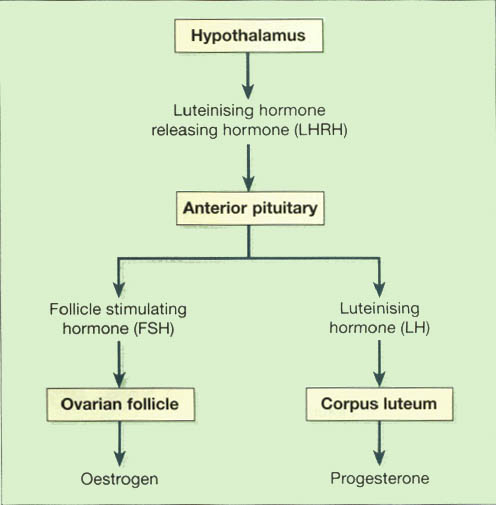 Hypothalamus
Luteinising hormone
releasing hormone (LHRH)
Anterior pituitary
Follicle stimulating
hormone (FSH)
Luteinising
hormone (LH)
Ovarian follicle
Corpus luteum
Oestrogen
Progesterone